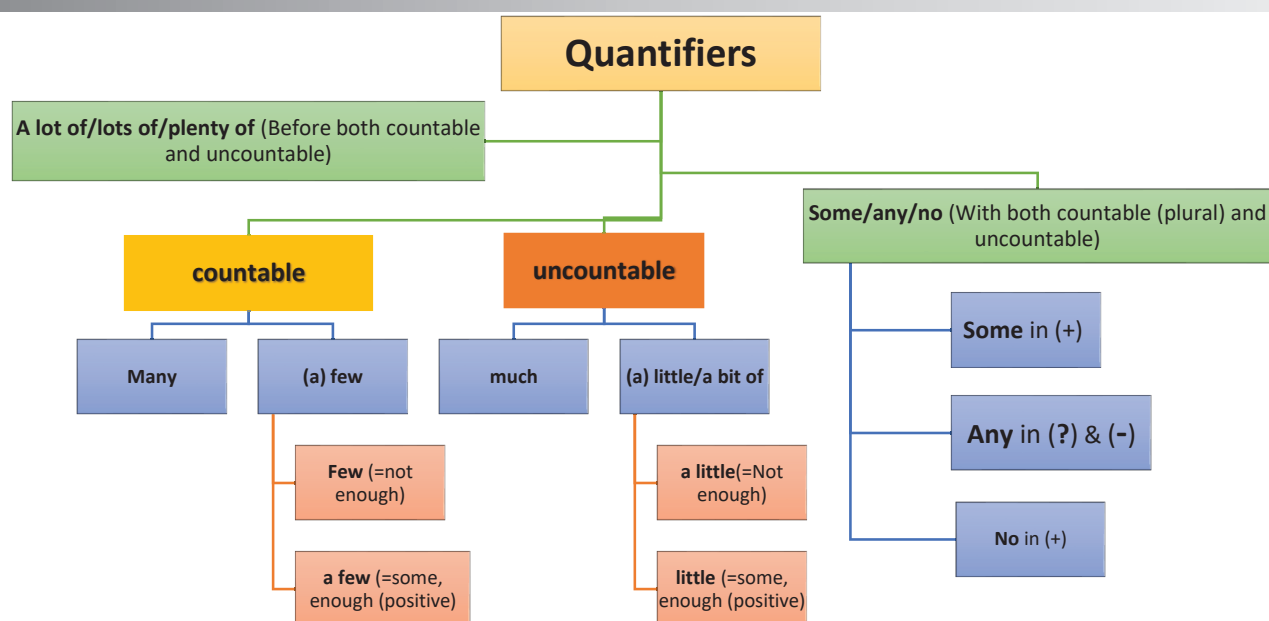 Quantifiers
A lot of/lots of/plenty of (Before both countable
and uncountable)
Some/any/no (With both countable (plural) and
uncountable)
countable
uncountable
Many
(a) few
much
(a) little/a bit of
Few (=not
enough)
a few (=some,
enough (positive)
a little(=Not
enough)
little (=some,
enough (positive)
Some in (+)
Any in (?) & (-)
No in (+)